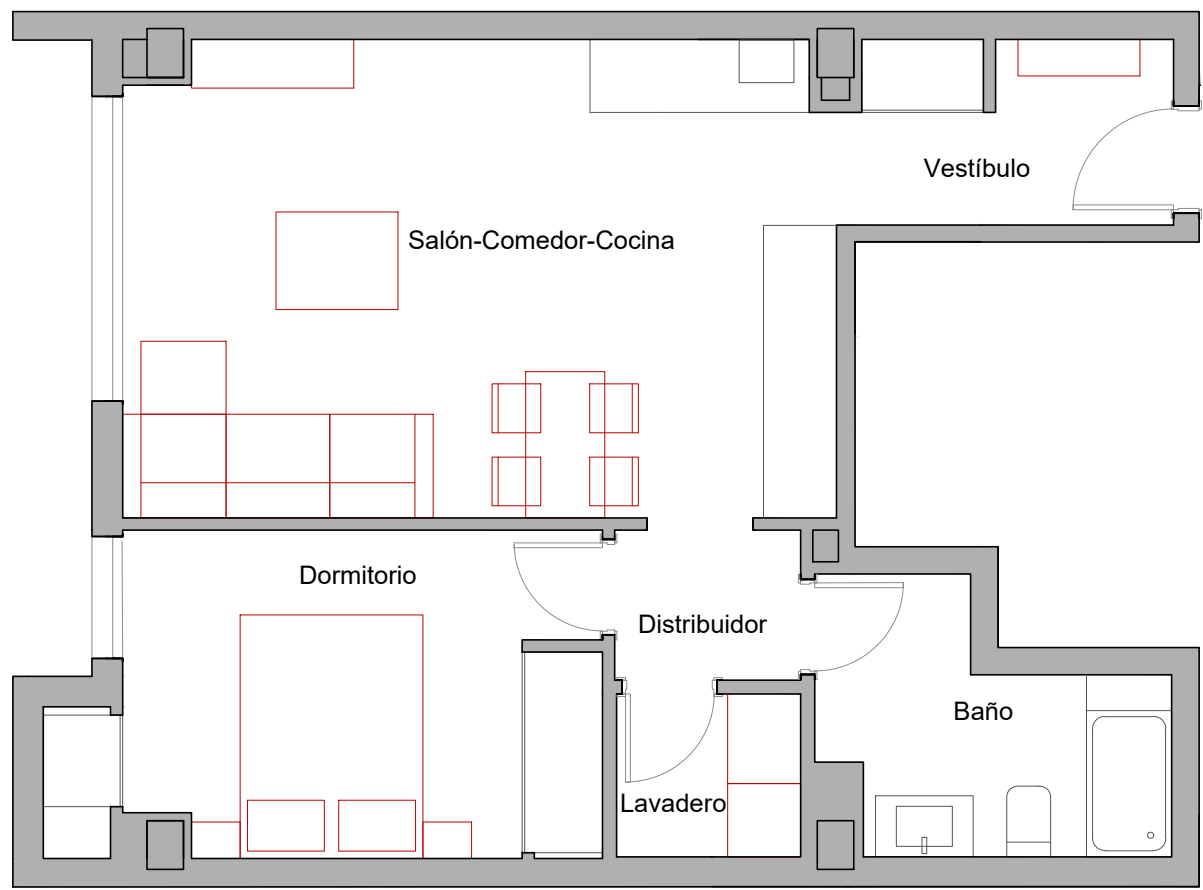 Vestíbulo
Salón-Comedor-Cocina
Dormitorio
Distribuidor
Baño
Lavadero